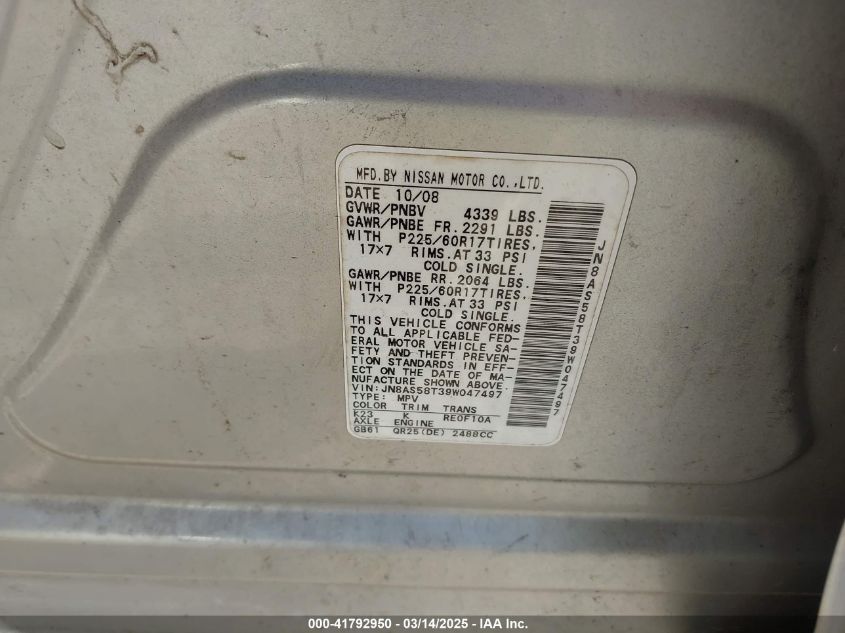 MFD.BY NISSAN MOTOR CO.,LTD.
DATE 10/08
GVWR/PNBV 4339 LBS.
GAWR/PNBE FR. 2291 LBS.
WITH P225/60R17TIRES,
17×7 RIMS.AT 33 PSI
COLD SINGLE.
GAWR/PNBE RR. 2064 LBS.
WITH P225/60R17TIRES,
17×7 RIMS.AT 33 PSI
COLD SINGLE.
THIS VEHICLE CONFORMS
TO ALL APPLICABLE FED-
ERAL MOTOR VEHICLE SA-
FETY AND THEFT PREVEN-
TION STANDARDS IN EFF-
ECT ON THE DATE OF MA-
NUFACTURE SHOWN ABOVE.
VIN:JN8AS58T39W047497
TYPE: MPV
COLOR TRIM TRANS
K23 K RE0F10A
AXLE ENGINE
GB61 QR25(DE) 2488CC
JN8AS58T39W047497
000-41792950 - 03/14/2025 - IAA Inc.